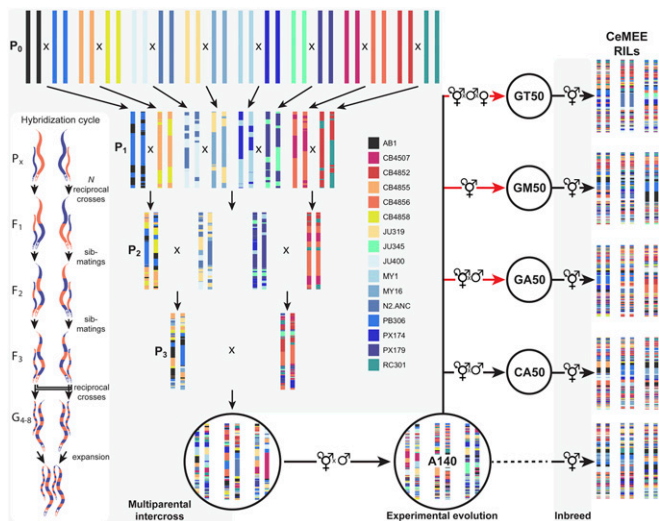 P0 x x x x x x x x
CeMEE
RILs
Hybridization cycle
Px
N
reciprocal
crosses
F1
sib-
matings
F2
sib-
matings
F3
reciprocal
crosses
G4-8
expansion
P1 x x x x
P2 x x
P3 x
AB1
CB4507
CB4852
CB4855
CB4856
CB4858
JU319
JU345
JU400
MY1
MY16
N2.ANC
PB306
PX174
PX179
RC301
⚥♂♀ GT50 ⚥
⚥ GM50 ⚥
⚥♂ GA50 ⚥
⚥♂ CA50 ⚥
⚥♂ A140 ⚥
Multiparental
intercross
Experimental evolution
Inbreed